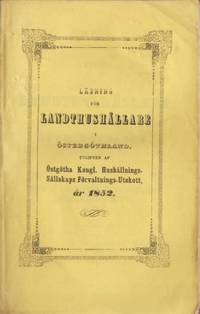 LÄSNING
FÖR
LANDTHUSHÅLLARE
I
ÖSTERGÖTHLAND,
UTGIFVEN AF
Östgötha Kongl. Hushållnings-
Sällskaps Förvaltnings-Utskott,
år 1852.